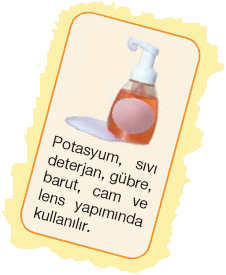 Potasyum, sıvı
deterjan, gübre,
barut, cam ve
lens yapımında
kullanılır.